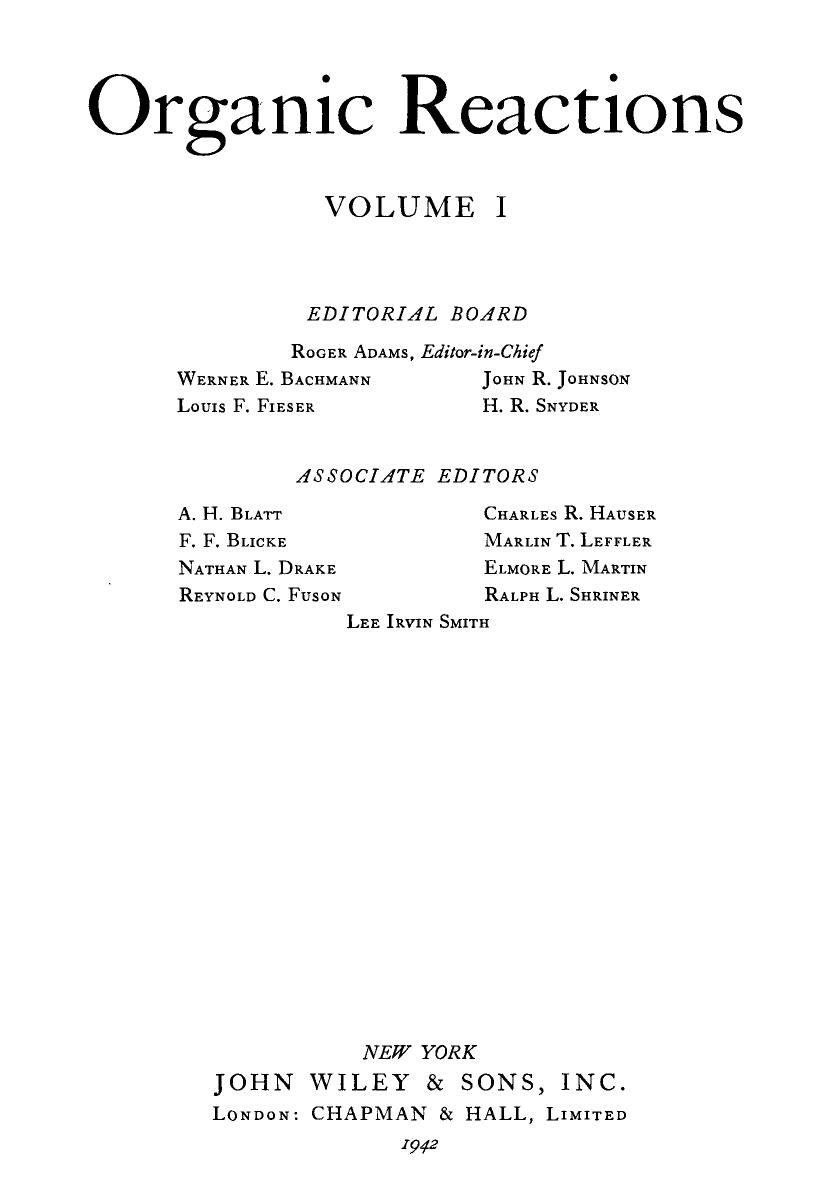 Organic Reactions
VOLUME I
EDITORIAL BOARD
Roger Adams, Editor-in-Chief
Werner E. Bachmann John R. Johnson
Louis F. Fieser H. R. Snyder
ASSOCIATE EDITORS
A. H. Blatt Charles R. Hauser
F. F. Blicke Marlin T. Leffler
Nathan L. Drake Elmore L. Martin
Reynold C. Fuson Ralph L. Shriner
Lee Irvin Smith
NEW YORK
JOHN WILEY & SONS, INC.
London: CHAPMAN & HALL, Limited
1942